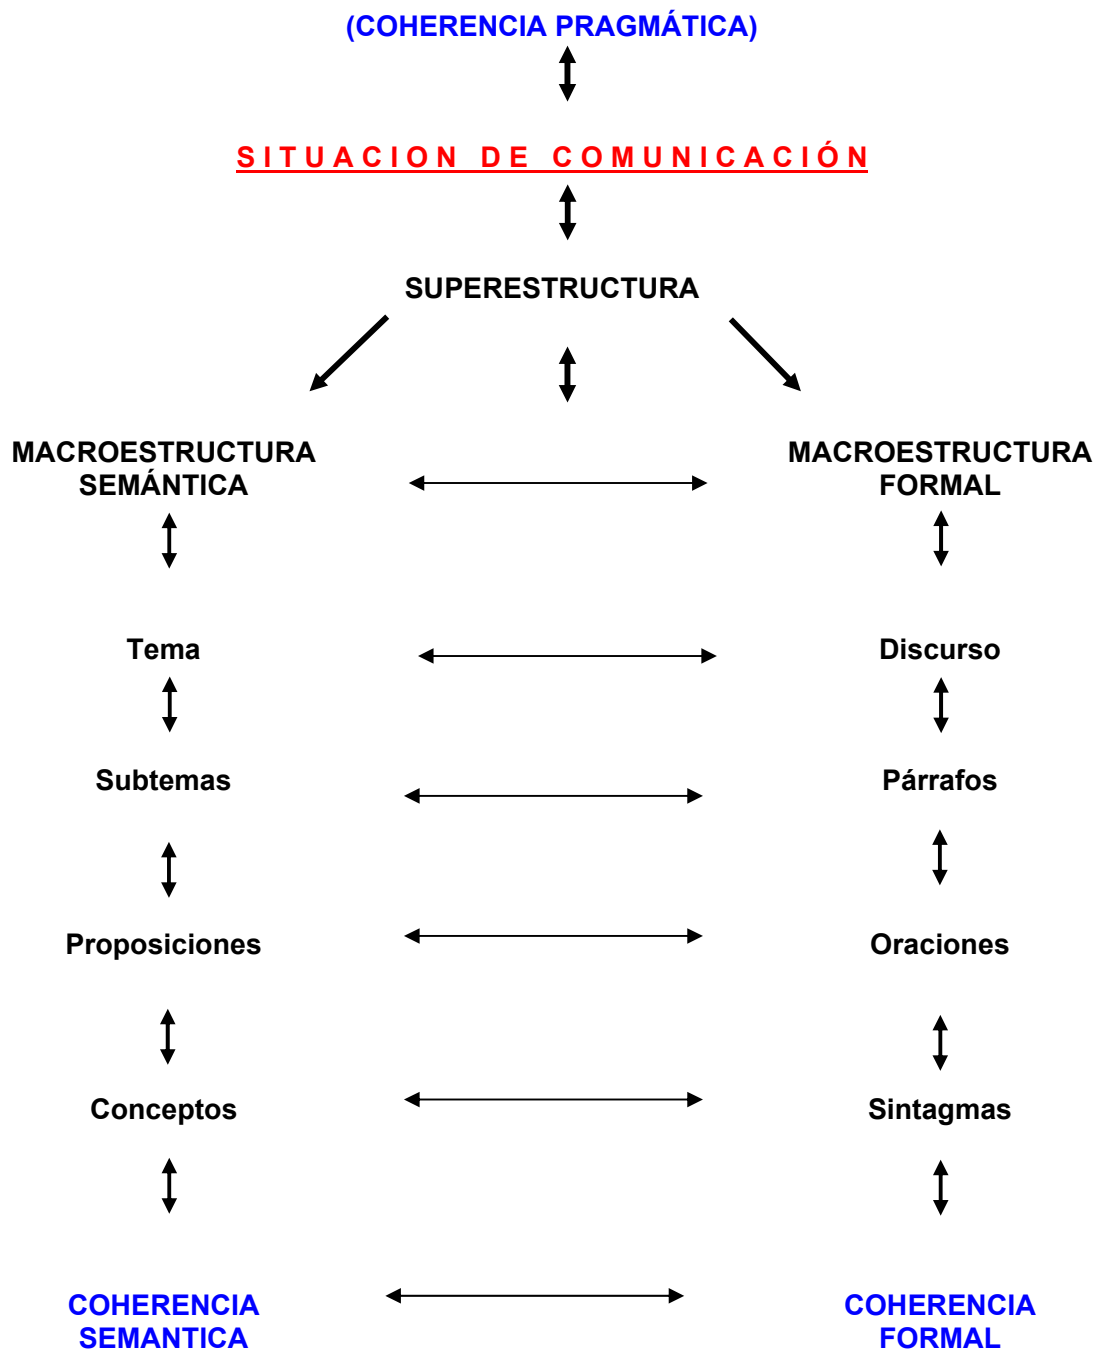 (COHERENCIA PRAGMÁTICA)
SITUACION DE COMUNICACIÓN
SUPERESTRUCTURA
MACROESTRUCTURA SEMÁNTICA
MACROESTRUCTURA FORMAL
Tema
Discurso
Subtemas
Párrafos
Proposiciones
Oraciones
Conceptos
Sintagmas
COHERENCIA SEMANTICA
COHERENCIA FORMAL